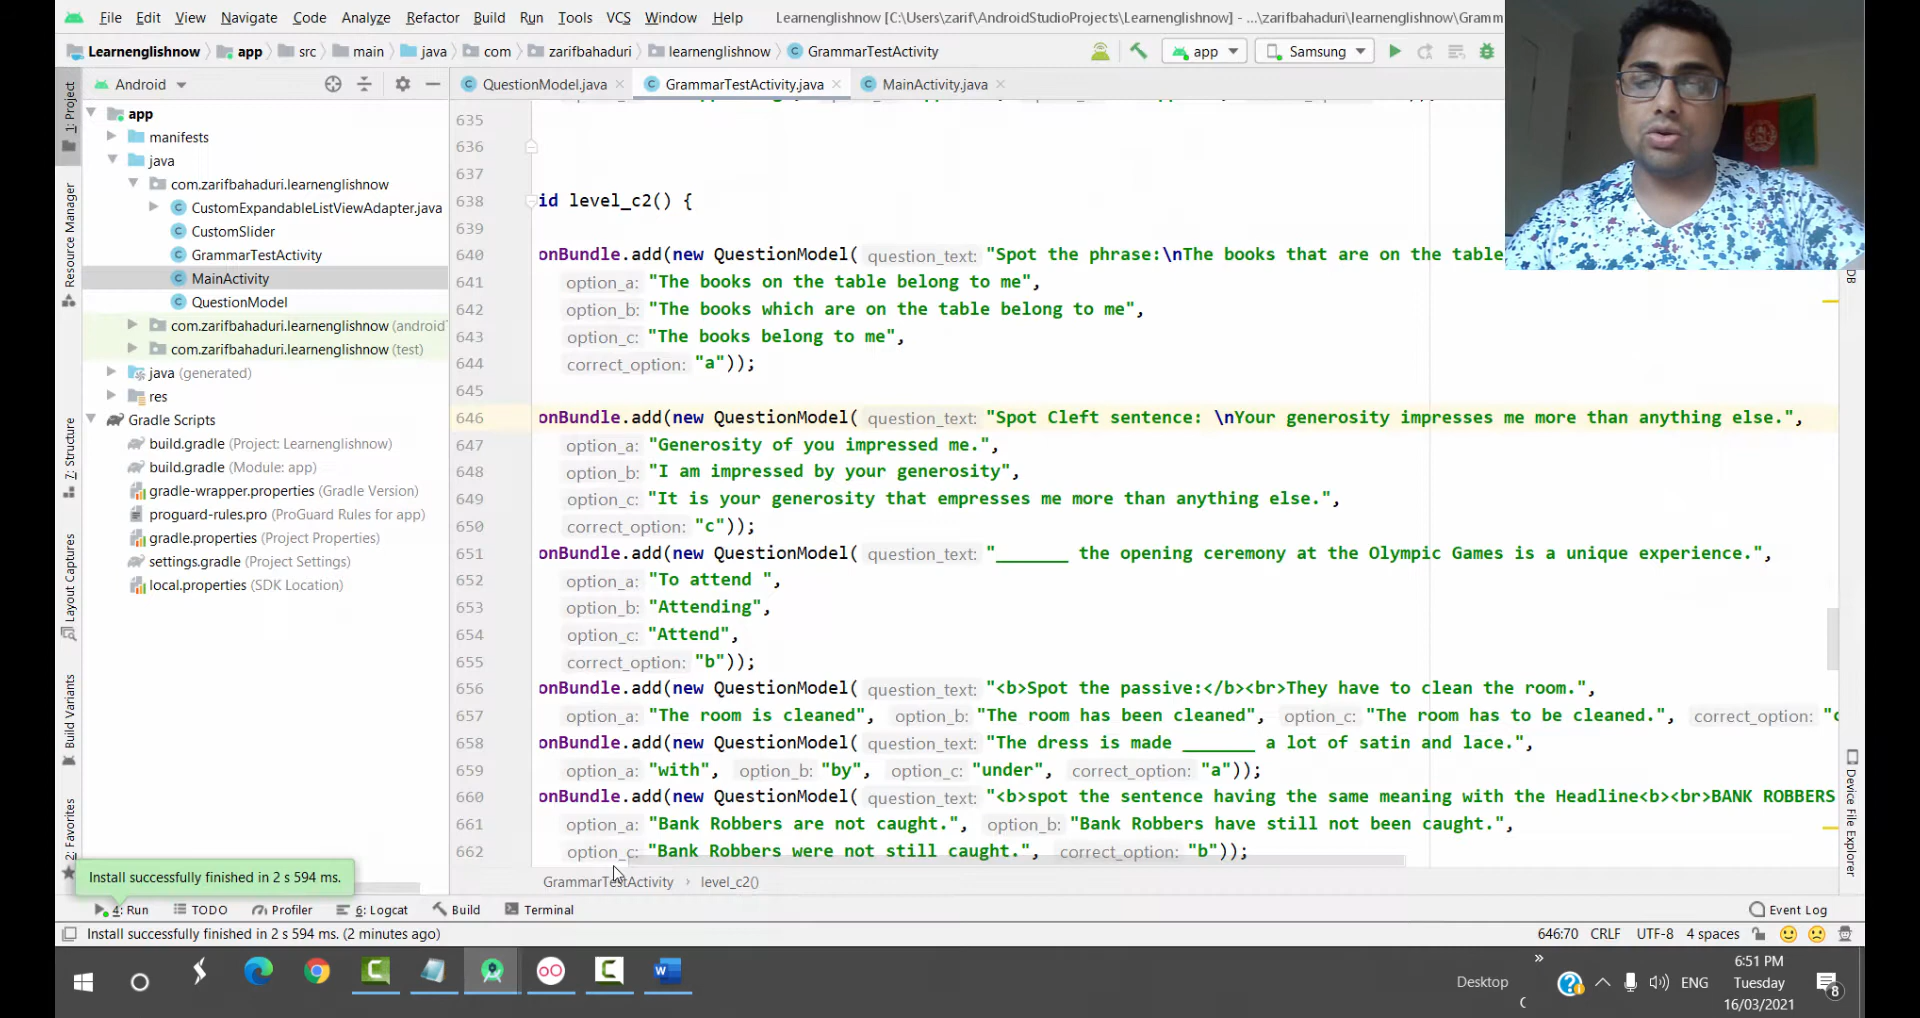 File Edit View Navigate Code Analyze Refactor Build Run Tools VCS Window Help Learnenglishnow [C:\Users\zarif\AndroidStudioProjects\Learnenglishnow] - ...\zarifbahaduri\learnenglishnow\Gramm
Learnenglishnow app src main java com zarifbahaduri learnenglishnow GrammarTestActivity app Samsung
Android QuestionModel.java GrammarTestActivity.java MainActivity.java
1: Project
Resource Manager
7: Structure
Layout Captures
Build Variants
2: Favorites
app
manifests
java
com.zarifbahaduri.learnenglishnow
CustomExpandableListViewAdapter.java
CustomSlider
GrammarTestActivity
MainActivity
QuestionModel
com.zarifbahaduri.learnenglishnow (android
com.zarifbahaduri.learnenglishnow (test)
java (generated)
res
Gradle Scripts
build.gradle (Project: Learnenglishnow)
build.gradle (Module: app)
gradle-wrapper.properties (Gradle Version)
proguard-rules.pro (ProGuard Rules for app)
gradle.properties (Project Properties)
settings.gradle (Project Settings)
local.properties (SDK Location)
635
636
637
638 id level_c2() {
639
640 onBundle.add(new QuestionModel( question_text: "Spot the phrase:\nThe books that are on the table
641 option_a: "The books on the table belong to me",
642 option_b: "The books which are on the table belong to me",
643 option_c: "The books belong to me",
644 correct_option: "a"));
645
646 onBundle.add(new QuestionModel( question_text: "Spot Cleft sentence: \nYour generosity impresses me more than anything else.",
647 option_a: "Generosity of you impressed me.",
648 option_b: "I am impressed by your generosity",
649 option_c: "It is your generosity that empresses me more than anything else.",
650 correct_option: "c"));
651 onBundle.add(new QuestionModel( question_text: "_______ the opening ceremony at the Olympic Games is a unique experience.",
652 option_a: "To attend ",
653 option_b: "Attending",
654 option_c: "Attend",
655 correct_option: "b"));
656 onBundle.add(new QuestionModel( question_text: "<b>Spot the passive:</b><br>They have to clean the room.",
657 option_a: "The room is cleaned", option_b: "The room has been cleaned", option_c: "The room has to be cleaned.", correct_option: "c
658 onBundle.add(new QuestionModel( question_text: "The dress is made _______ a lot of satin and lace.",
659 option_a: "with", option_b: "by", option_c: "under", correct_option: "a"));
660 onBundle.add(new QuestionModel( question_text: "<b>spot the sentence having the same meaning with the Headline<b><br>BANK ROBBERS
661 option_a: "Bank Robbers are not caught.", option_b: "Bank Robbers have still not been caught.",
662 option_c: "Bank Robbers were not still caught.", correct_option: "b"));
DB
Device File Explorer
Install successfully finished in 2 s 594 ms.
GrammarTestActivity › level_c2()
4: Run TODO Profiler 6: Logcat Build Terminal Event Log
Install successfully finished in 2 s 594 ms. (2 minutes ago) 646:70 CRLF UTF-8 4 spaces
Desktop » ENG
6:51 PM
Tuesday
16/03/2021
8